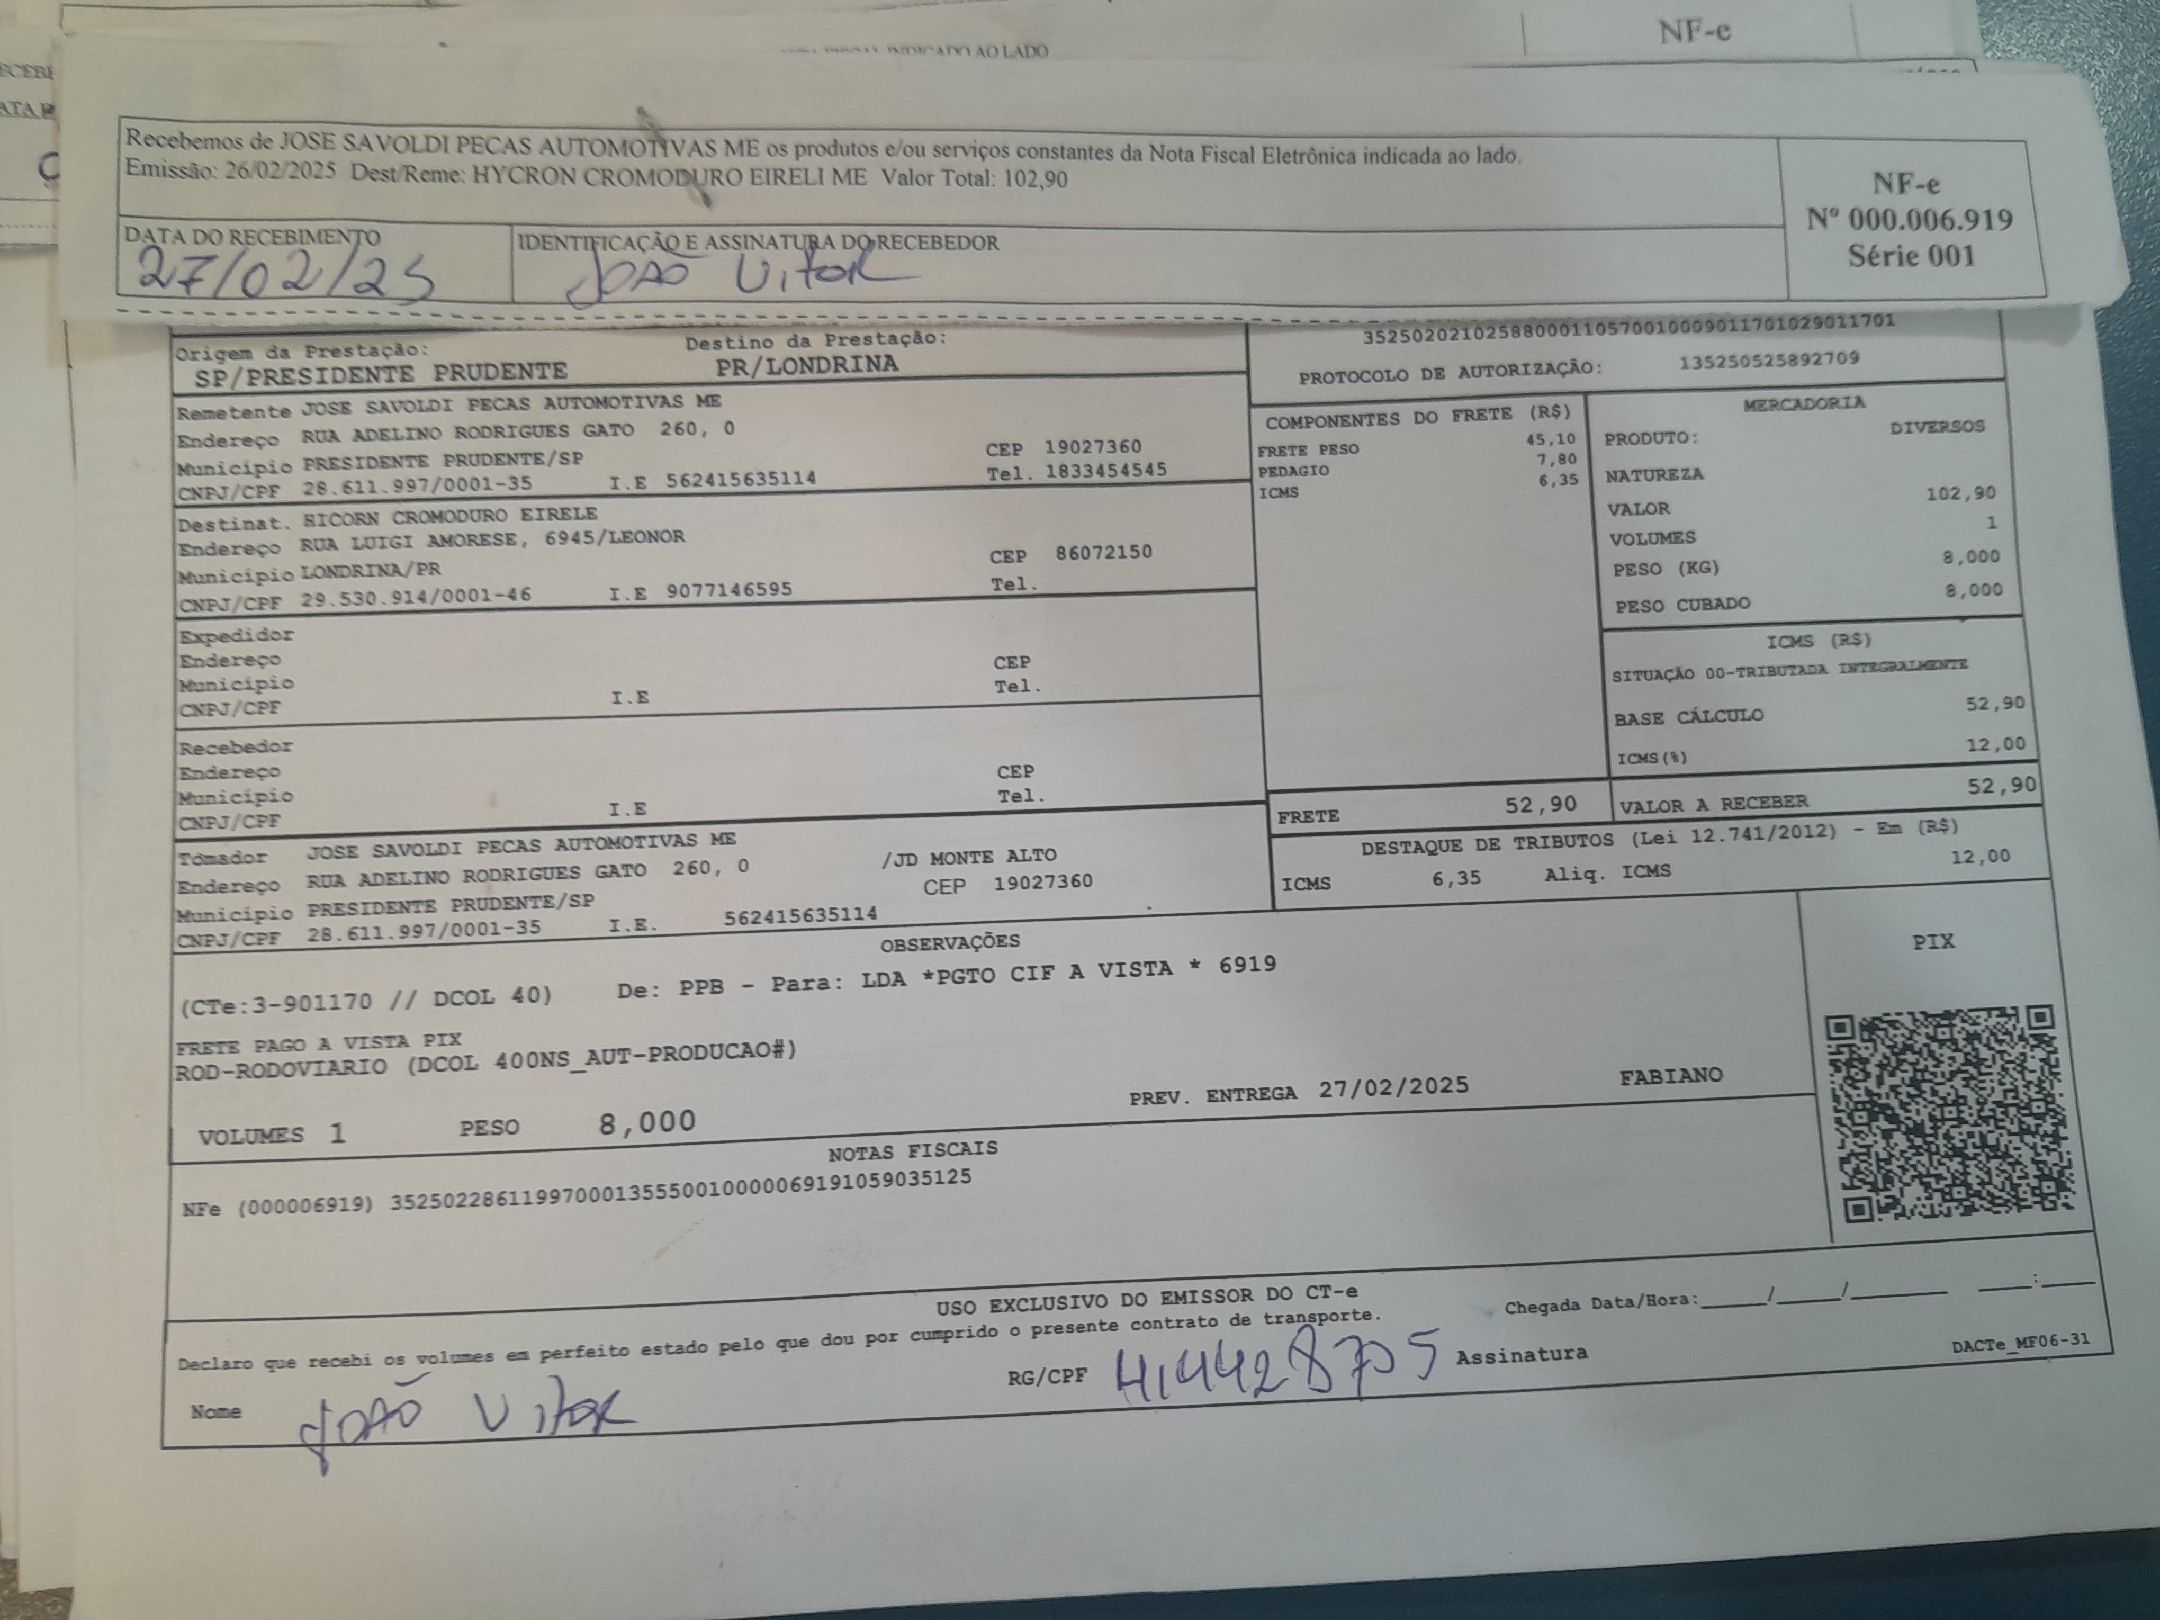 INDICADO AO LADO
NF-e
Recebemos de JOSE SAVOLDI PECAS AUTOMOTIVAS ME os produtos e/ou serviços constantes da Nota Fiscal Eletrônica indicada ao lado.
Emissão: 26/02/2025 Dest/Reme: HYCRON CROMODURO EIRELI ME Valor Total: 102,90
NF-e
Nº 000.006.919
Série 001
DATA DO RECEBIMENTO
27/02/25
IDENTIFICAÇÃO E ASSINATURA DO RECEBEDOR
João Vitor
Origem da Prestação:
SP/PRESIDENTE PRUDENTE
Destino da Prestação:
PR/LONDRINA
35250202102588000110570010009011701029011701
PROTOCOLO DE AUTORIZAÇÃO: 135250525892709
Remetente JOSE SAVOLDI PECAS AUTOMOTIVAS ME
Endereço RUA ADELINO RODRIGUES GATO 260, 0
Município PRESIDENTE PRUDENTE/SP CEP 19027360
CNPJ/CPF 28.611.997/0001-35 I.E 562415635114 Tel. 1833454545
Destinat. HICORN CROMODURO EIRELE
Endereço RUA LUIGI AMORESE, 6945/LEONOR
Município LONDRINA/PR CEP 86072150
CNPJ/CPF 29.530.914/0001-46 I.E 9077146595 Tel.
Expedidor
Endereço
Município CEP
CNPJ/CPF I.E Tel.
Recebedor
Endereço
Município CEP
CNPJ/CPF I.E Tel.
Tomador JOSE SAVOLDI PECAS AUTOMOTIVAS ME
Endereço RUA ADELINO RODRIGUES GATO 260, 0 /JD MONTE ALTO
Município PRESIDENTE PRUDENTE/SP CEP 19027360
CNPJ/CPF 28.611.997/0001-35 I.E. 562415635114
COMPONENTES DO FRETE (R$)
FRETE PESO 45,10
PEDAGIO 7,80
ICMS 6,35
MERCADORIA
PRODUTO: DIVERSOS
NATUREZA
VALOR 102,90
VOLUMES 1
PESO (KG) 8,000
PESO CUBADO 8,000
ICMS (R$)
SITUAÇÃO 00-TRIBUTADA INTEGRALMENTE
BASE CÁLCULO 52,90
ICMS(%) 12,00
FRETE 52,90
VALOR A RECEBER 52,90
DESTAQUE DE TRIBUTOS (Lei 12.741/2012) - Em (R$)
ICMS 6,35 Aliq. ICMS 12,00
OBSERVAÇÕES
(CTe:3-901170 // DCOL 40) De: PPB - Para: LDA *PGTO CIF A VISTA * 6919
FRETE PAGO A VISTA PIX
ROD-RODOVIARIO (DCOL 400NS_AUT-PRODUCAO#)
VOLUMES 1 PESO 8,000 PREV. ENTREGA 27/02/2025 FABIANO
PIX
NOTAS FISCAIS
NFe (000006919) 35250228611997000135550010000069191059035125
USO EXCLUSIVO DO EMISSOR DO CT-e
Declaro que recebi os volumes em perfeito estado pelo que dou por cumprido o presente contrato de transporte.
Chegada Data/Hora:_____/_____/_______ ____:____
Nome João Vitor RG/CPF 414428705 Assinatura
DACTe_MF06-31